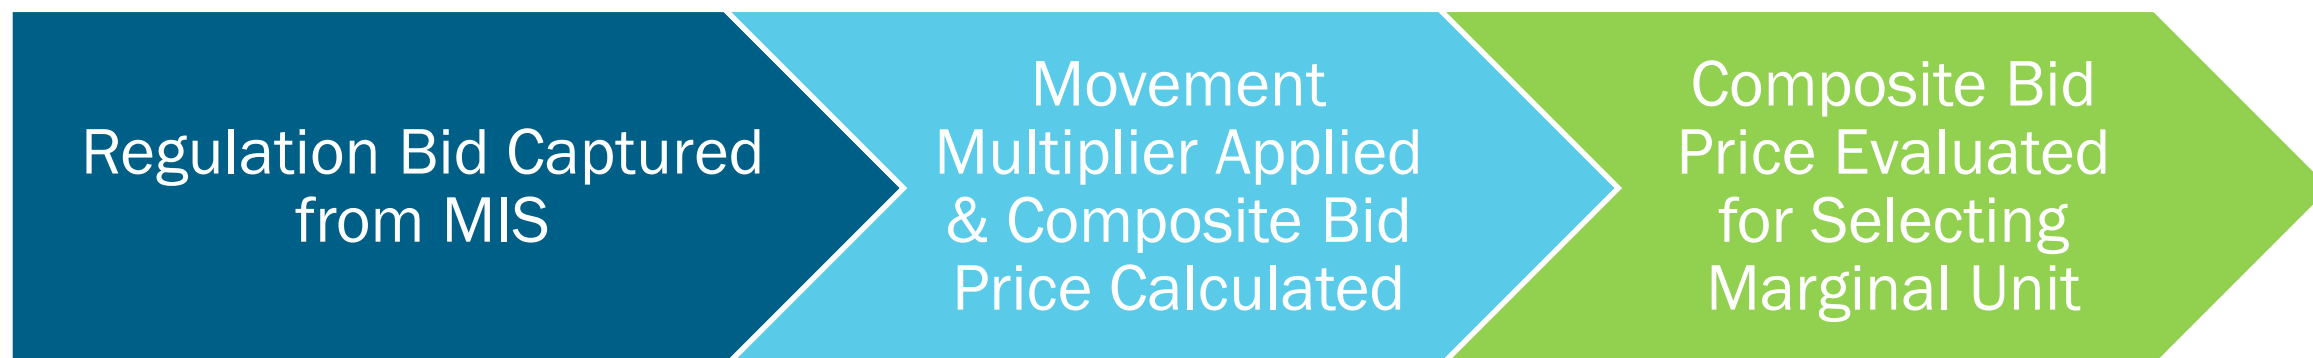 Regulation Bid Captured
from MIS
Movement
Multiplier Applied
& Composite Bid
Price Calculated
Composite Bid
Price Evaluated
for Selecting
Marginal Unit